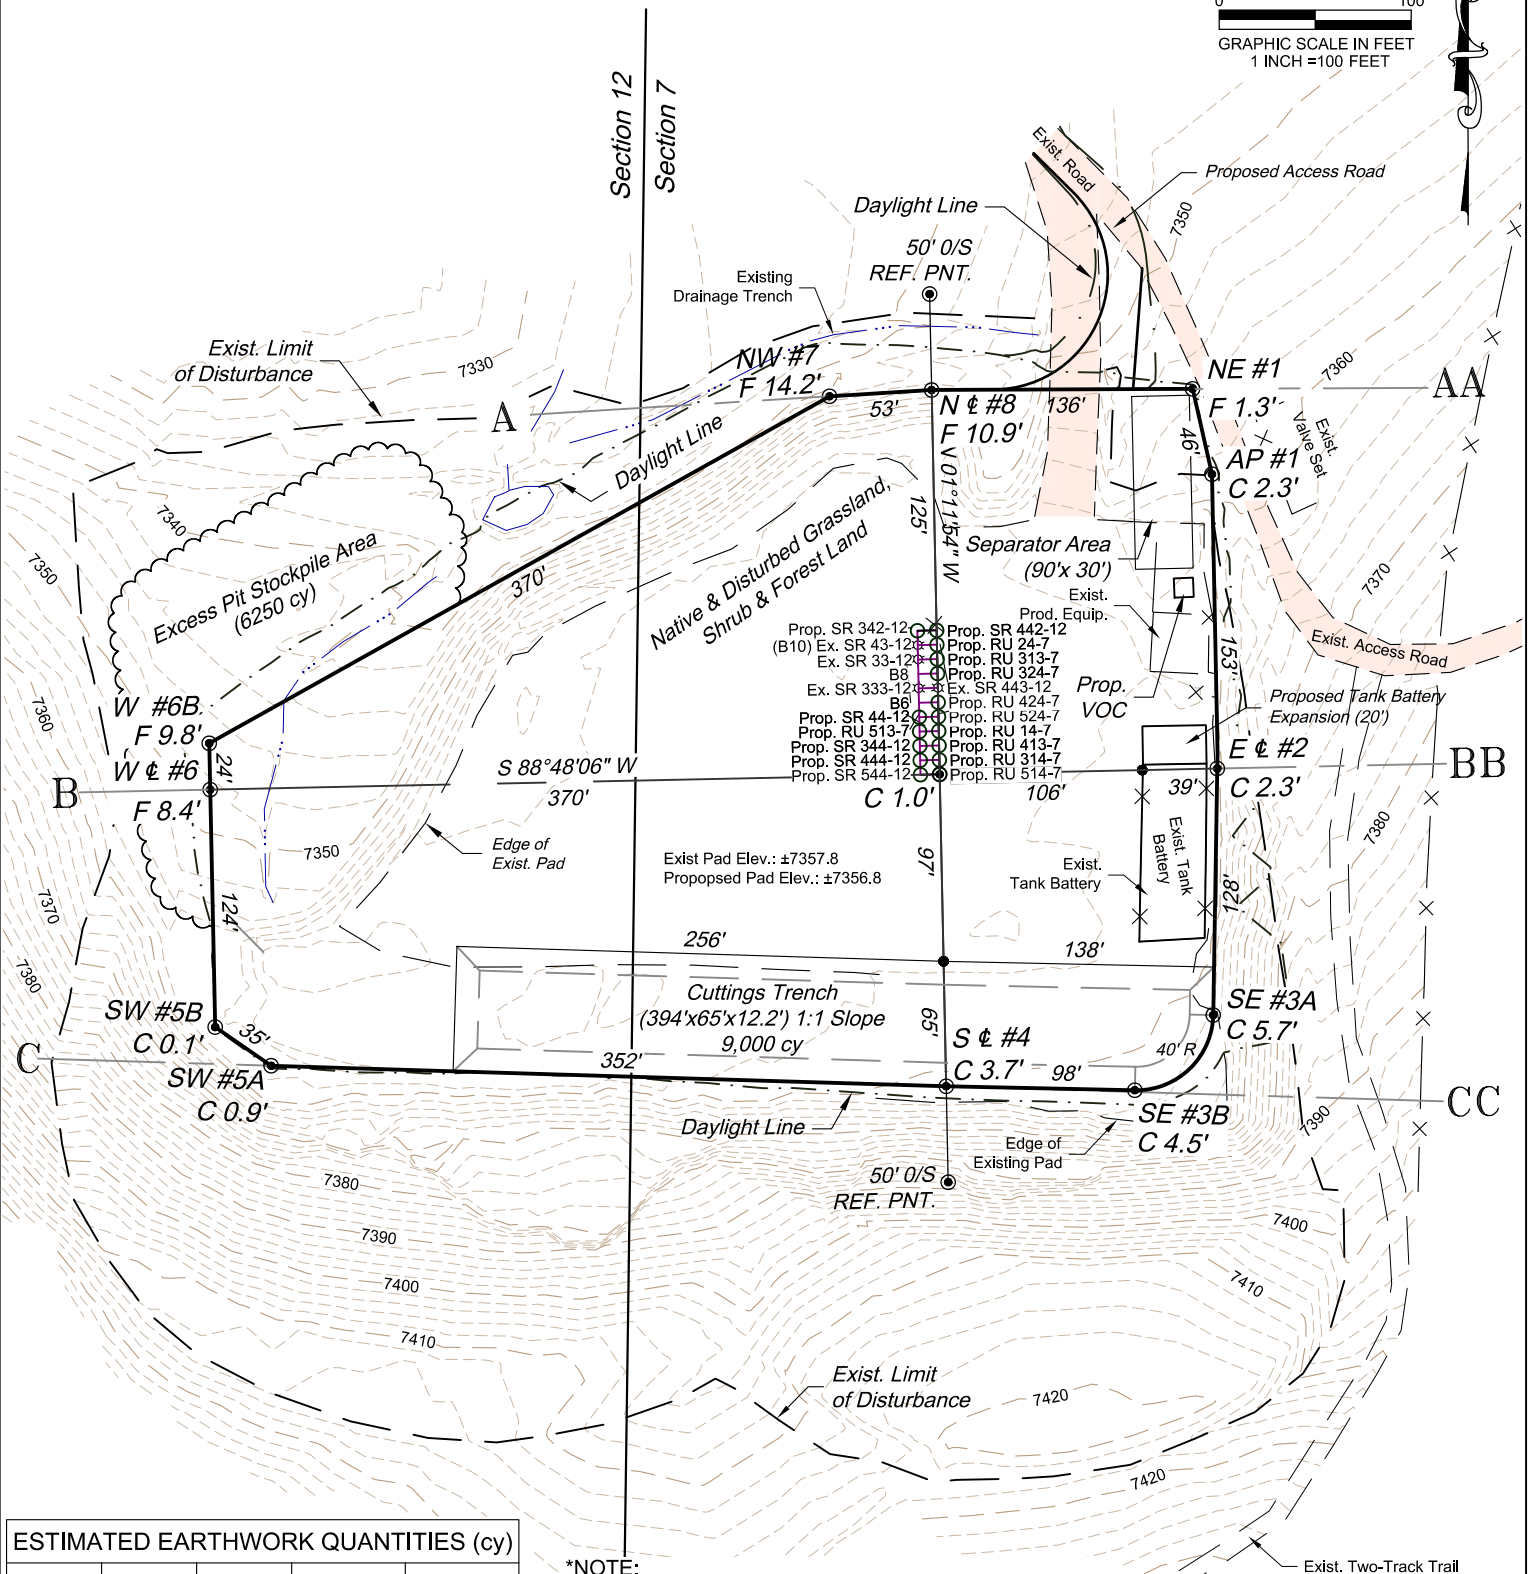 0 100
GRAPHIC SCALE IN FEET
1 INCH =100 FEET
Section 12
Section 7
Exist. Road
Proposed Access Road
Daylight Line
7350
50' 0/S
REF. PNT.
Existing
Drainage Trench
Exist. Limit
of Disturbance
7330
NW #7
F 14.2'
A
53'
N ℄ #8
F 10.9'
136'
NE #1
F 1.3'
7360
AA
46'
Exist.
Valve Set
AP #1
C 2.3'
Daylight Line
7340
Excess Pit Stockpile Area
(6250 cy)
370'
Native & Disturbed Grassland,
Shrub & Forest Land
125'
N 01°11'54" W
Separator Area
(90'x 30')
Exist.
Prod. Equip.
7370
7350
Prop. SR 342-12
Prop. SR 442-12
(B10) Ex. SR 43-12
Prop. RU 24-7
Ex. SR 33-12
Prop. RU 313-7
B8
Prop. RU 324-7
Ex. SR 333-12
Ex. SR 443-12
B6
Prop. RU 424-7
Prop. SR 44-12
Prop. RU 524-7
Prop. RU 513-7
Prop. RU 14-7
Prop. SR 344-12
Prop. RU 413-7
Prop. SR 444-12
Prop. RU 314-7
Prop. SR 544-12
Prop. RU 514-7
153'
Exist. Access Road
Prop.
VOC
Proposed Tank Battery
Expansion (20')
7360
W #6B
F 9.8'
W ℄ #6
24'
F 8.4'
B
S 88°48'06" W
370'
C 1.0'
106'
39'
E ℄ #2
C 2.3'
BB
7380
7350
Edge of
Exist. Pad
Exist Pad Elev.: ±7357.8
Propopsed Pad Elev.: ±7356.8
97'
Exist.
Tank Battery
Exist. Tank
Battery
128'
7370
124'
256'
138'
7380
SW #5B
C 0.1'
35'
Cuttings Trench
(394'x65'x12.2') 1:1 Slope
9,000 cy
65'
S ℄ #4
C 3.7'
SE #3A
C 5.7'
40' R
C
SW #5A
C 0.9'
352'
98'
CC
SE #3B
C 4.5'
7390
Daylight Line
Edge of
Existing Pad
50' 0/S
REF. PNT.
7380
7390
7400
7400
7410
7410
Exist. Limit
of Disturbance
7420
7420
ESTIMATED EARTHWORK QUANTITIES (cy)
*NOTE:
Exist. Two-Track Trail